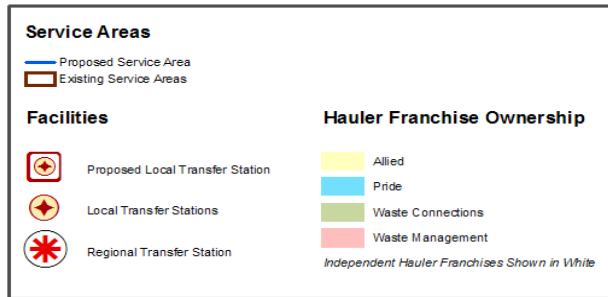 Service Areas
Proposed Service Area
Existing Service Areas
Facilities
Proposed Local Transfer Station
Local Transfer Stations
Regional Transfer Station
Hauler Franchise Ownership
Allied
Pride
Waste Connections
Waste Management
Independent Hauler Franchises Shown in White